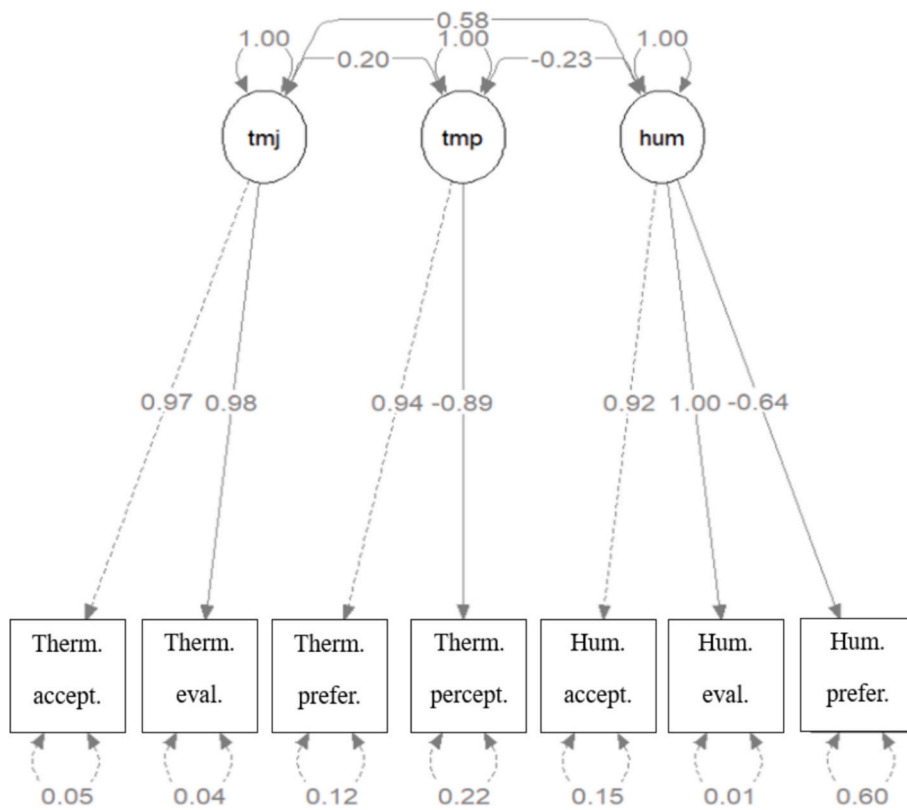 0.58
1.00 1.00 1.00
0.20 -0.23
tmj tmp hum
0.97 0.98 0.94 -0.89 0.92 1.00 -0.64
Therm. Therm. Therm. Therm. Hum. Hum. Hum.
accept. eval. prefer. percept. accept. eval. prefer.
0.05 0.04 0.12 0.22 0.15 0.01 0.60